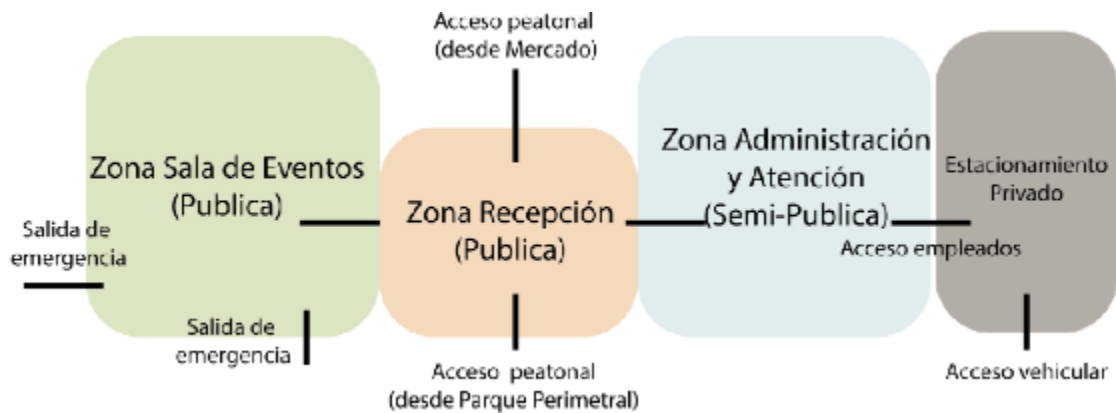 Acceso peatonal
(desde Mercado)
Zona Sala de Eventos
(Publica)
Zona Recepción
(Publica)
Zona Administración
y Atención
(Semi-Publica)
Estacionamiento
Privado
Salida de
emergencia
Acceso empleados
Salida de
emergencia
Acceso peatonal
(desde Parque Perimetral)
Acceso vehicular